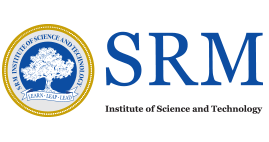 SRM INSTITUTE OF SCIENCE AND TECHNOLOGY
LEARN · LEAP · LEAD
SRM
Institute of Science and Technology